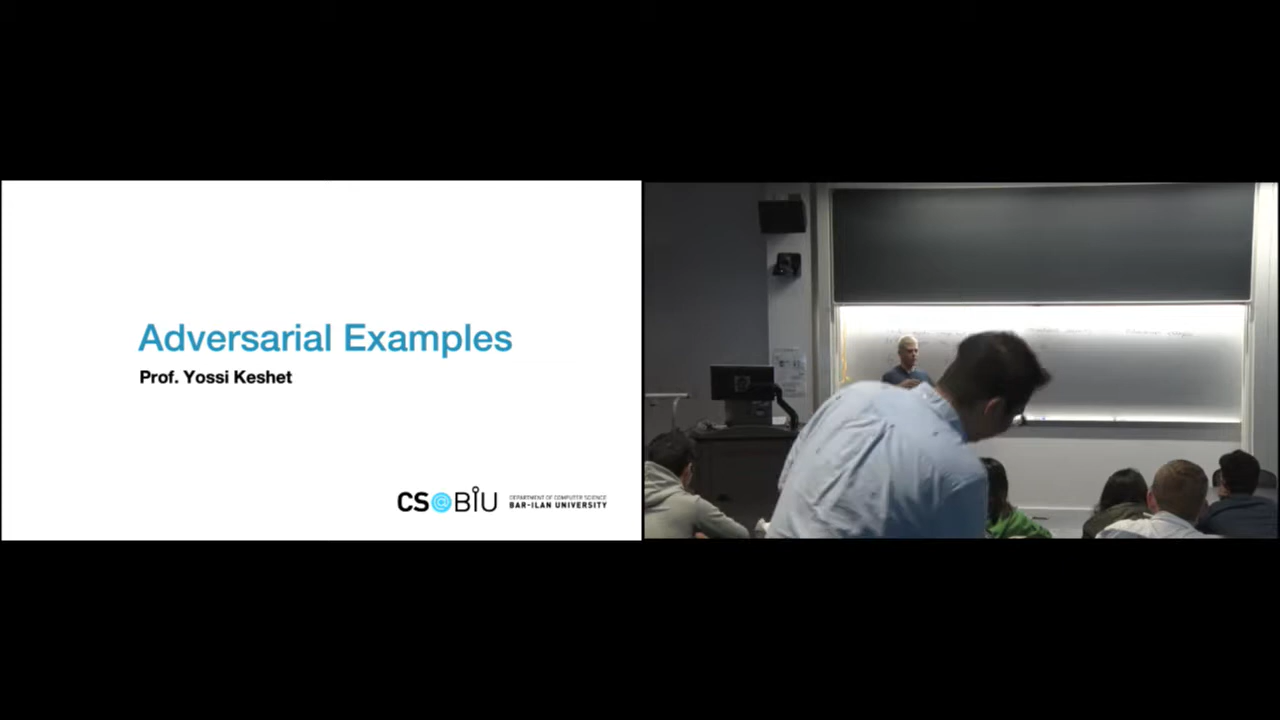 Adversarial Examples
Prof. Yossi Keshet
CS@BIU
DEPARTMENT OF COMPUTER SCIENCE
BAR-ILAN UNIVERSITY